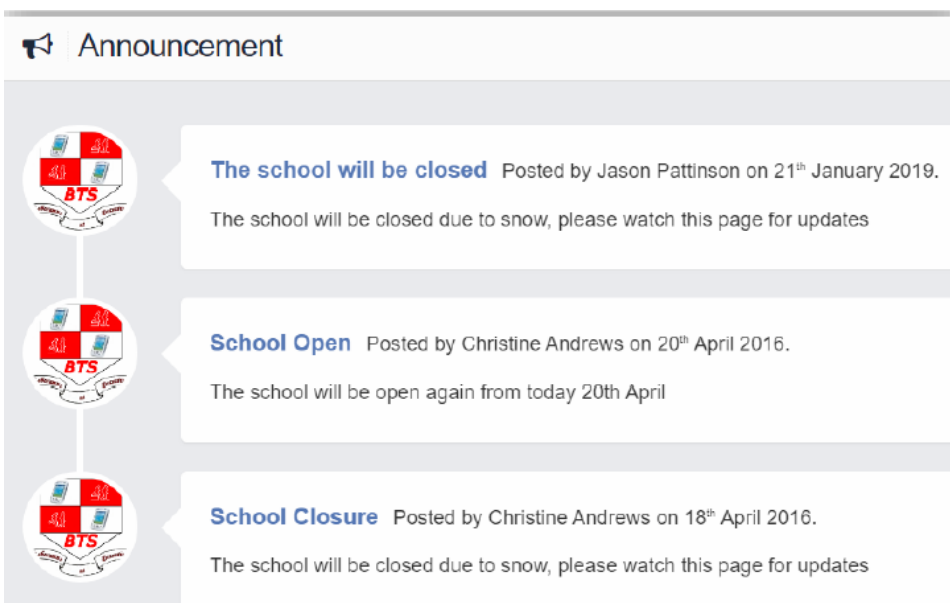 Announcement
BTS
The school will be closed Posted by Jason Pattinson on 21th January 2019.
The school will be closed due to snow, please watch this page for updates
BTS
School Open Posted by Christine Andrews on 20th April 2016.
The school will be open again from today 20th April
BTS
School Closure Posted by Christine Andrews on 18th April 2016.
The school will be closed due to snow, please watch this page for updates